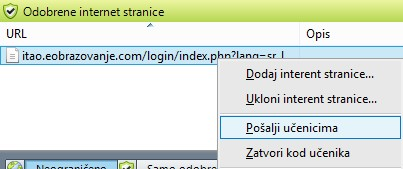 Odobrene internet stranice
URL
Opis
itao.eobrazovanje.com/login/index.php?lang=sr_l
Dodaj interent stranice...
Ukloni interent stranice...
Pošalji učenicima
Zatvori kod učenika
Neograničeno
Samo odobre